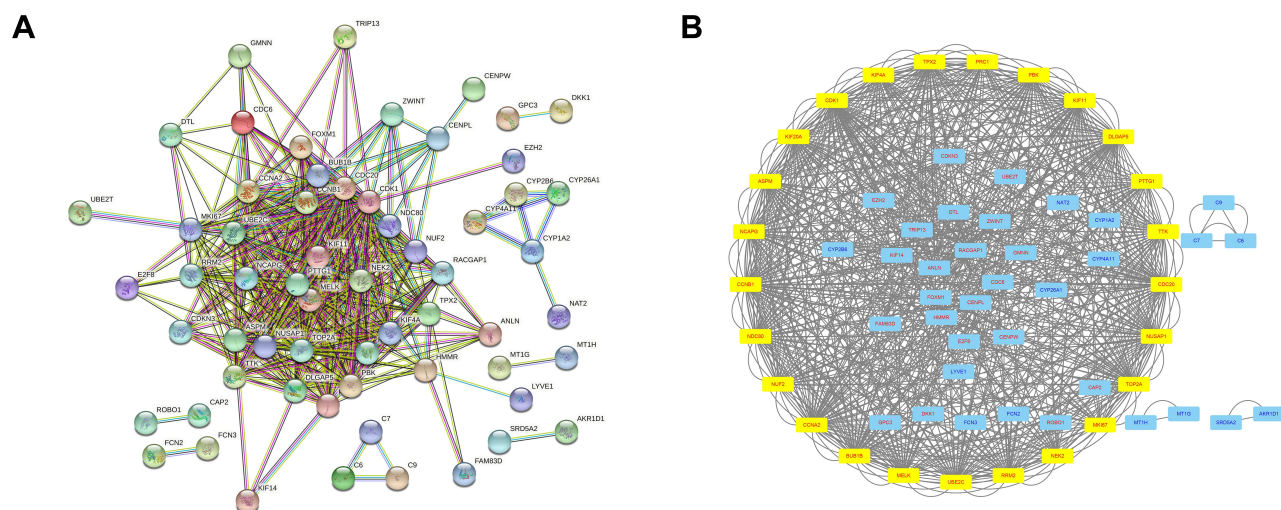 A
B
TRIP13
GMNN
CENPW
CDC6
ZWINT
GPC3
DKK1
DTL
FOXM1
CENPL
BUB1B
EZH2
CCNA2
CDC20
CYP2B6
CYP26A1
CCNB1
CDK1
UBE2T
CYP4A11
MKI67
UBE2C
NDC80
CYP1A2
NUF2
KIF11
RACGAP1
E2F8
RRM2
NCAPG
PTTG1
NEK2
MELK
TPX2
NAT2
CDKN3
ASPM
NUSAP1
KIF4A
ANLN
TOP2A
MT1G
MT1H
TTK
HMMR
DLGAP5
PBK
LYVE1
ROBO1
CAP2
C7
AKR1D1
SRD5A2
FCN2
FCN3
C6
C9
FAM83D
KIF14
TPX2
PRC1
KIF4A
PBK
CDK1
KIF11
KIF20A
DLGAP5
CDKN3
UBE2T
ASPM
PTTG1
EZH2
NAT2
DTL
C9
NCAPG
TRIP13
ZWINT
CYP1A2
TTK
C7
C6
CYP2B6
KIF14
RACGAP1
GMNN
CYP4A11
ANLN
CCNB1
CDC6
CYP26A1
CDC20
FOXM1
CENPL
NDC80
FAM83D
HMMR
E2F8
CENPW
NUSAP1
LYVE1
NUF2
CAP2
TOP2A
CCNA2
GPC3
DKK1
FCN3
FCN2
ROBO1
MKI67
MT1H
MT1G
SRD5A2
AKR1D1
BUB1B
NEK2
MELK
UBE2C
RRM2